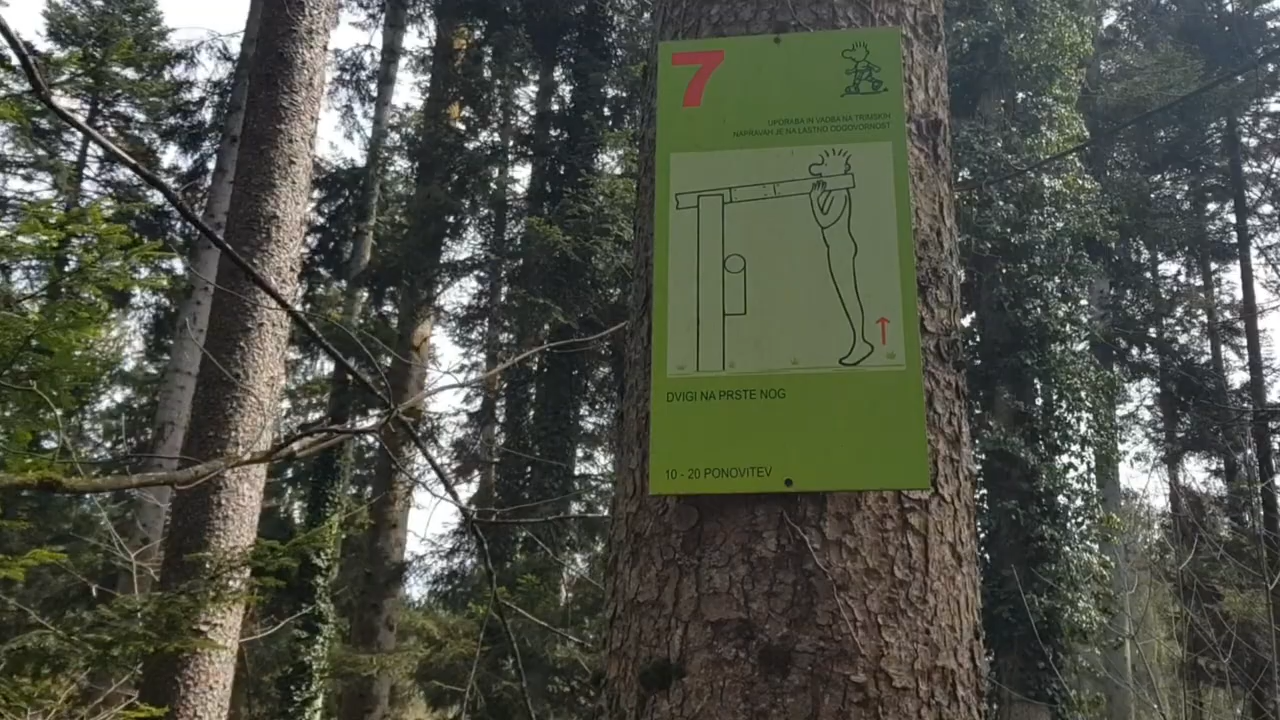 7
UPORABA IN VADBA NA TRIMSKIH
NAPRAVAH JE NA LASTNO ODGOVORNOST
DVIGI NA PRSTE NOG
10 - 20 PONOVITEV